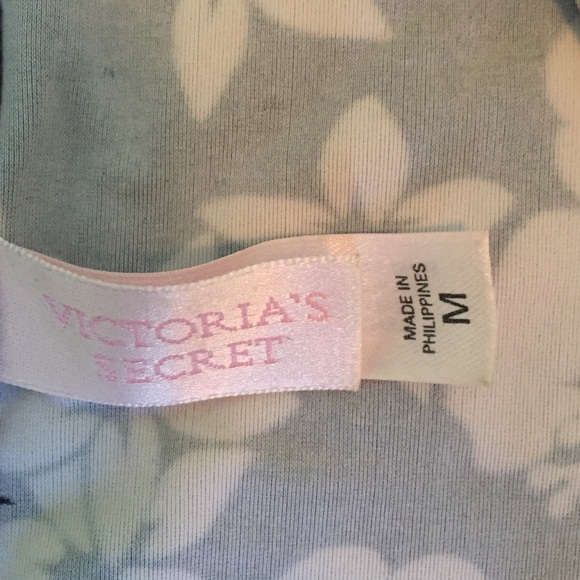 VICTORIA'S
SECRET
MADE IN
PHILIPPINES
M